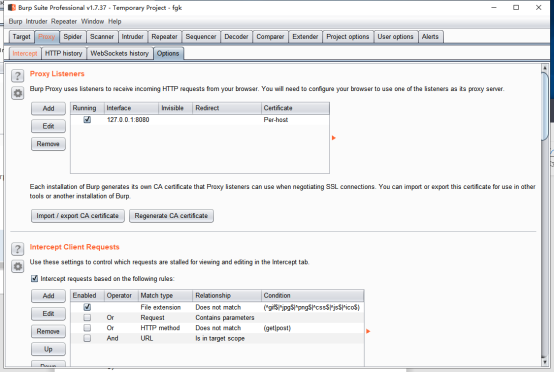 Burp Suite Professional v1.7.37 - Temporary Project - fgk
Burp Intruder Repeater Window Help
Target Proxy Spider Scanner Intruder Repeater Sequencer Decoder Comparer Extender Project options User options Alerts
Intercept HTTP history WebSockets history Options
? Proxy Listeners
Burp Proxy uses listeners to receive incoming HTTP requests from your browser. You will need to configure your browser to use one of the listeners as its proxy server.
Add Running Interface Invisible Redirect Certificate
127.0.0.1:8080 Per-host
Edit
Remove
Each installation of Burp generates its own CA certificate that Proxy listeners can use when negotiating SSL connections. You can import or export this certificate for use in other
tools or another installation of Burp.
Import / export CA certificate Regenerate CA certificate
? Intercept Client Requests
Use these settings to control which requests are stalled for viewing and editing in the Intercept tab.
Intercept requests based on the following rules:
Add Enabled Operator Match type Relationship Condition
File extension Does not match (^gif$|^jpg$|^png$|^css$|^js$|^ico$)
Edit Or Request Contains parameters
Remove Or HTTP method Does not match (get|post)
And URL Is in target scope
Up
Down